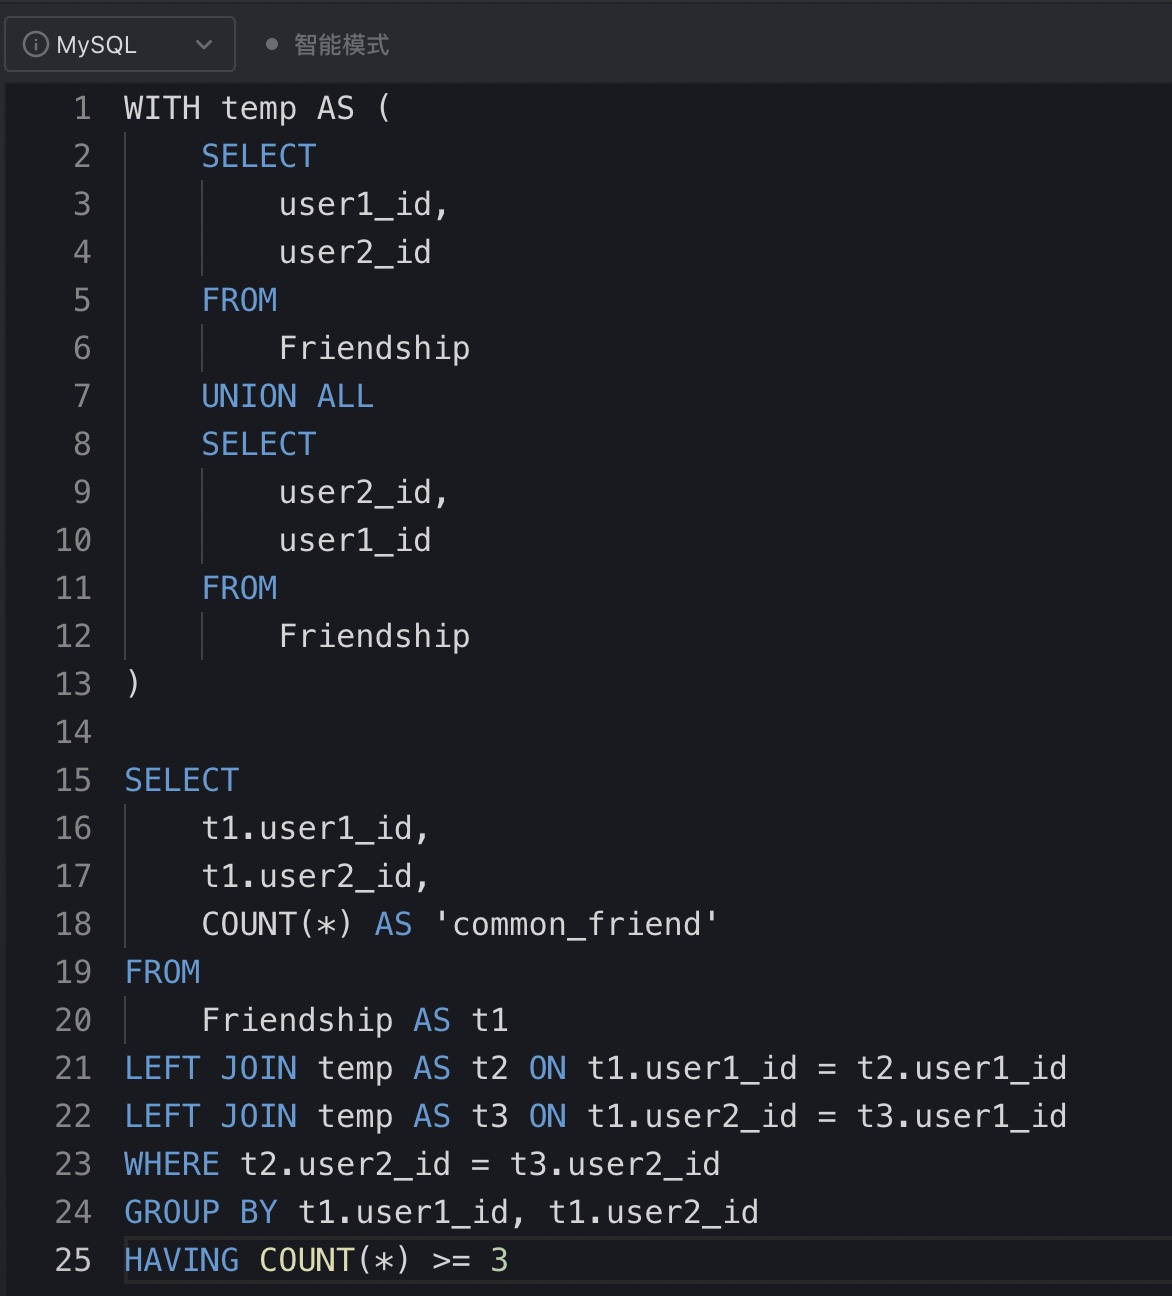 MySQL 智能模式
1 WITH temp AS (
2 SELECT
3 user1_id,
4 user2_id
5 FROM
6 Friendship
7 UNION ALL
8 SELECT
9 user2_id,
10 user1_id
11 FROM
12 Friendship
13 )
14
15 SELECT
16 t1.user1_id,
17 t1.user2_id,
18 COUNT(*) AS 'common_friend'
19 FROM
20 Friendship AS t1
21 LEFT JOIN temp AS t2 ON t1.user1_id = t2.user1_id
22 LEFT JOIN temp AS t3 ON t1.user2_id = t3.user1_id
23 WHERE t2.user2_id = t3.user2_id
24 GROUP BY t1.user1_id, t1.user2_id
25 HAVING COUNT(*) >= 3